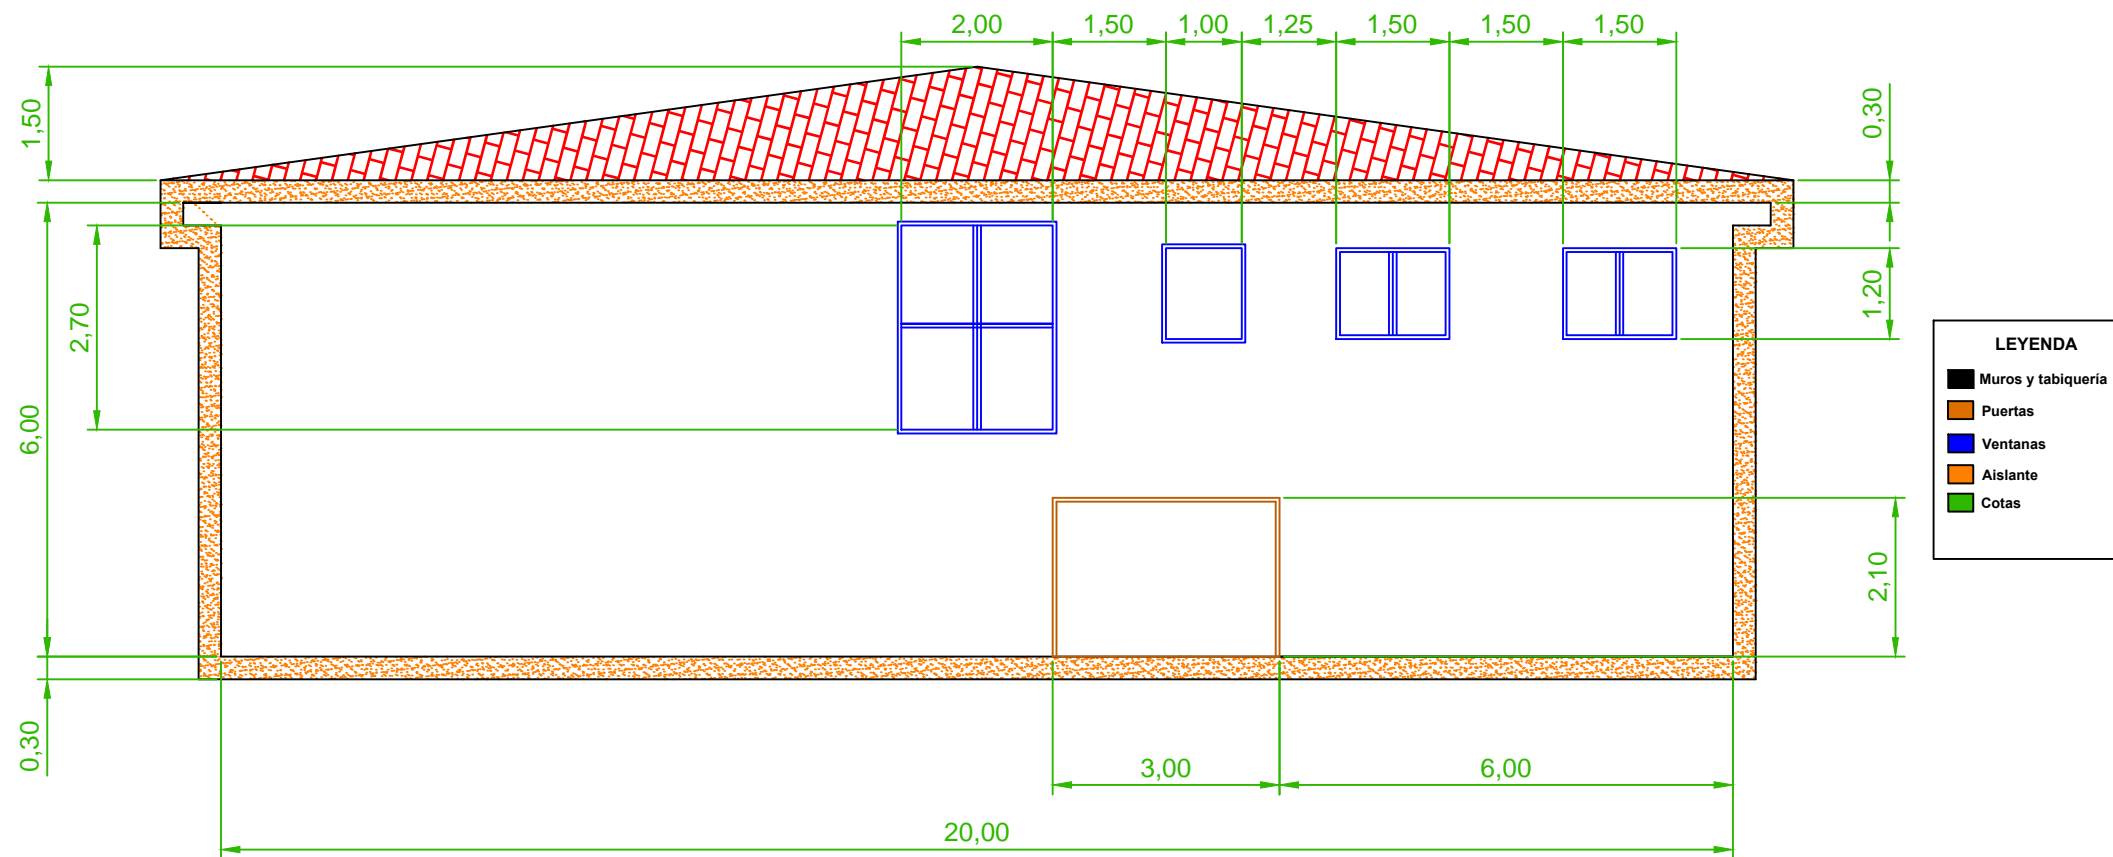 2,00
1,50
1,00
1,25
1,50
1,50
1,50
1,50
0,30
2,70
1,20
6,00
LEYENDA
Muros y tabiquería
Puertas
Ventanas
Aislante
Cotas
2,10
0,30
3,00
6,00
20,00